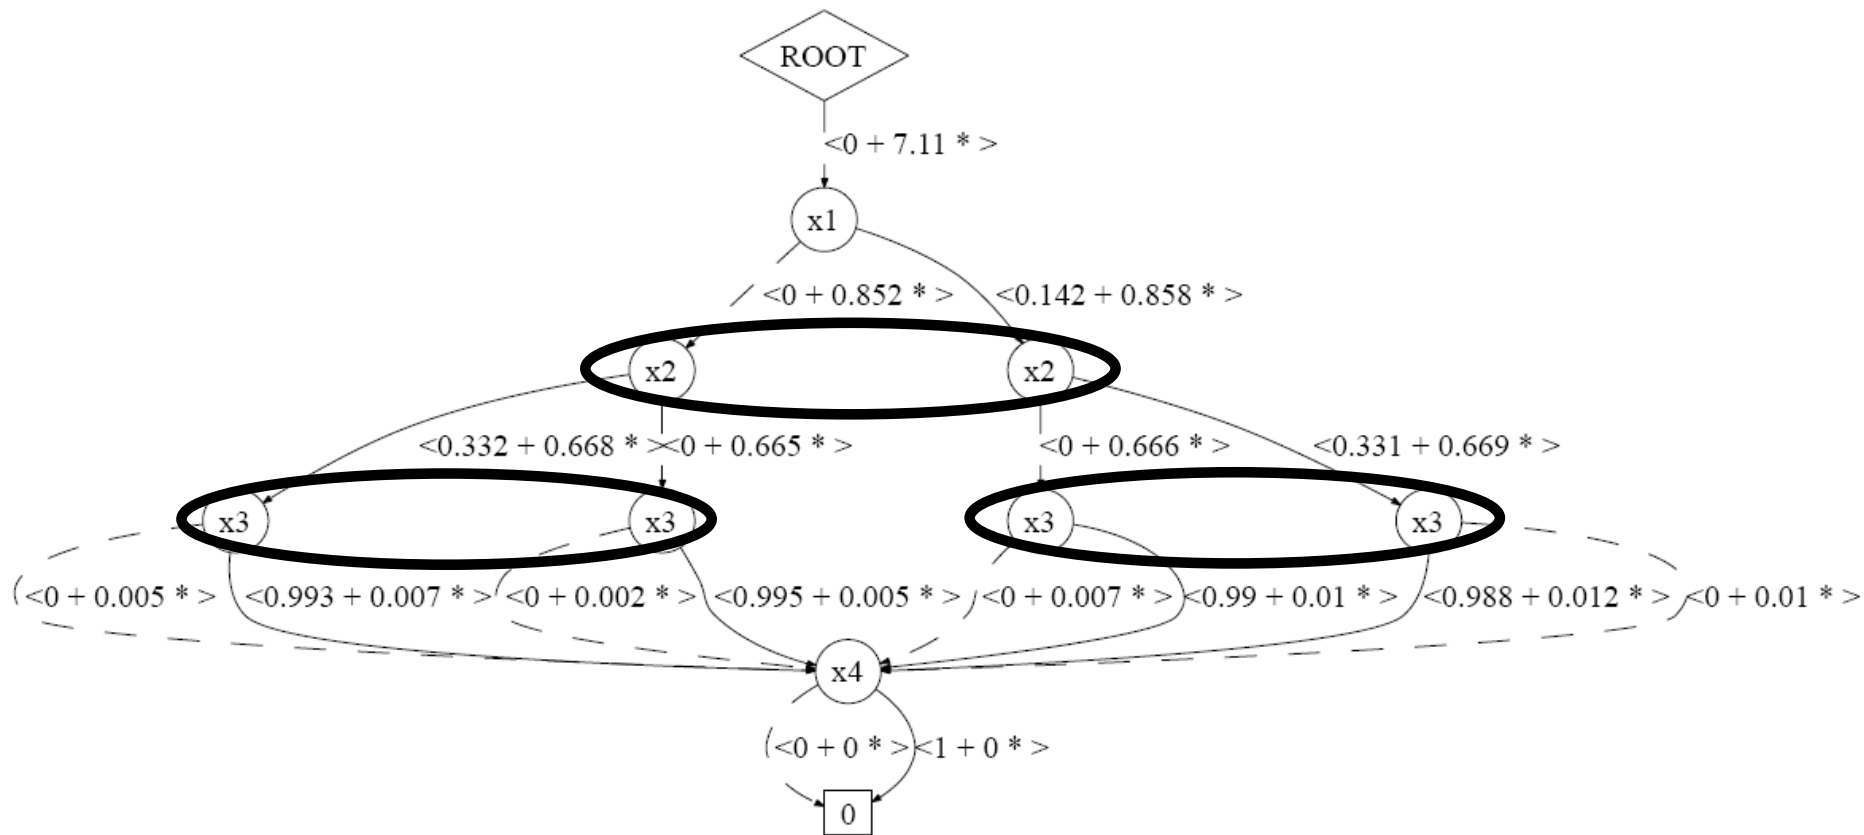 ROOT
<0 + 7.11 * >
x1
<0 + 0.852 * > <0.142 + 0.858 * >
x2 x2
<0.332 + 0.668 * > <0 + 0.665 * > <0 + 0.666 * > <0.331 + 0.669 * >
x3 x3 x3 x3
<0 + 0.005 * > <0.993 + 0.007 * > <0 + 0.002 * > <0.995 + 0.005 * > <0 + 0.007 * > <0.99 + 0.01 * > <0.988 + 0.012 * > <0 + 0.01 * >
x4
<0 + 0 * > <1 + 0 * >
0